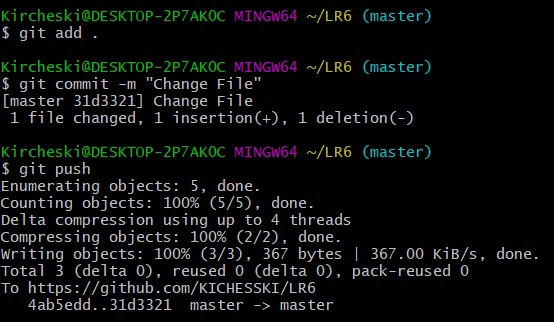 Kircheski@DESKTOP-2P7AKOC MINGW64 ~/LR6 (master)
$ git add .
Kircheski@DESKTOP-2P7AKOC MINGW64 ~/LR6 (master)
$ git commit -m "Change File"
[master 31d3321] Change File
 1 file changed, 1 insertion(+), 1 deletion(-)
Kircheski@DESKTOP-2P7AKOC MINGW64 ~/LR6 (master)
$ git push
Enumerating objects: 5, done.
Counting objects: 100% (5/5), done.
Delta compression using up to 4 threads
Compressing objects: 100% (2/2), done.
Writing objects: 100% (3/3), 367 bytes | 367.00 KiB/s, done.
Total 3 (delta 0), reused 0 (delta 0), pack-reused 0
To https://github.com/KICHESSKI/LR6
   4ab5edd..31d3321  master -> master